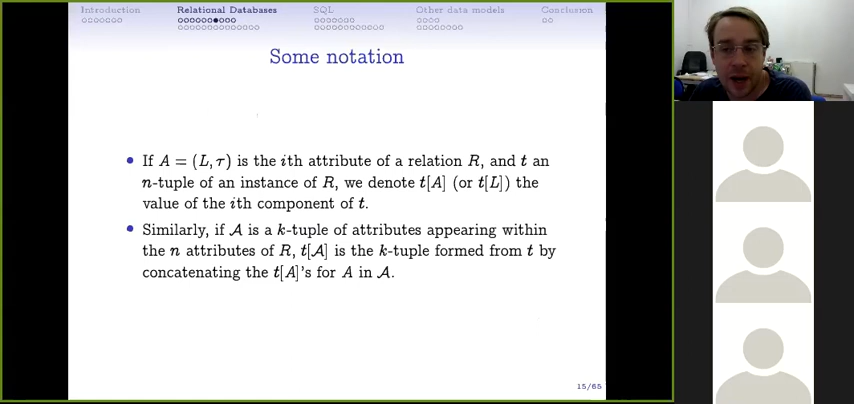 Introduction
Relational Databases
SQL
Other data models
Conclusion
Some notation
• If A = (L, τ) is the ith attribute of a relation R, and t an
n-tuple of an instance of R, we denote t[A] (or t[L]) the
value of the ith component of t.
• Similarly, if 𝒜 is a k-tuple of attributes appearing within
the n attributes of R, t[𝒜] is the k-tuple formed from t by
concatenating the t[A]'s for A in 𝒜.
15/65